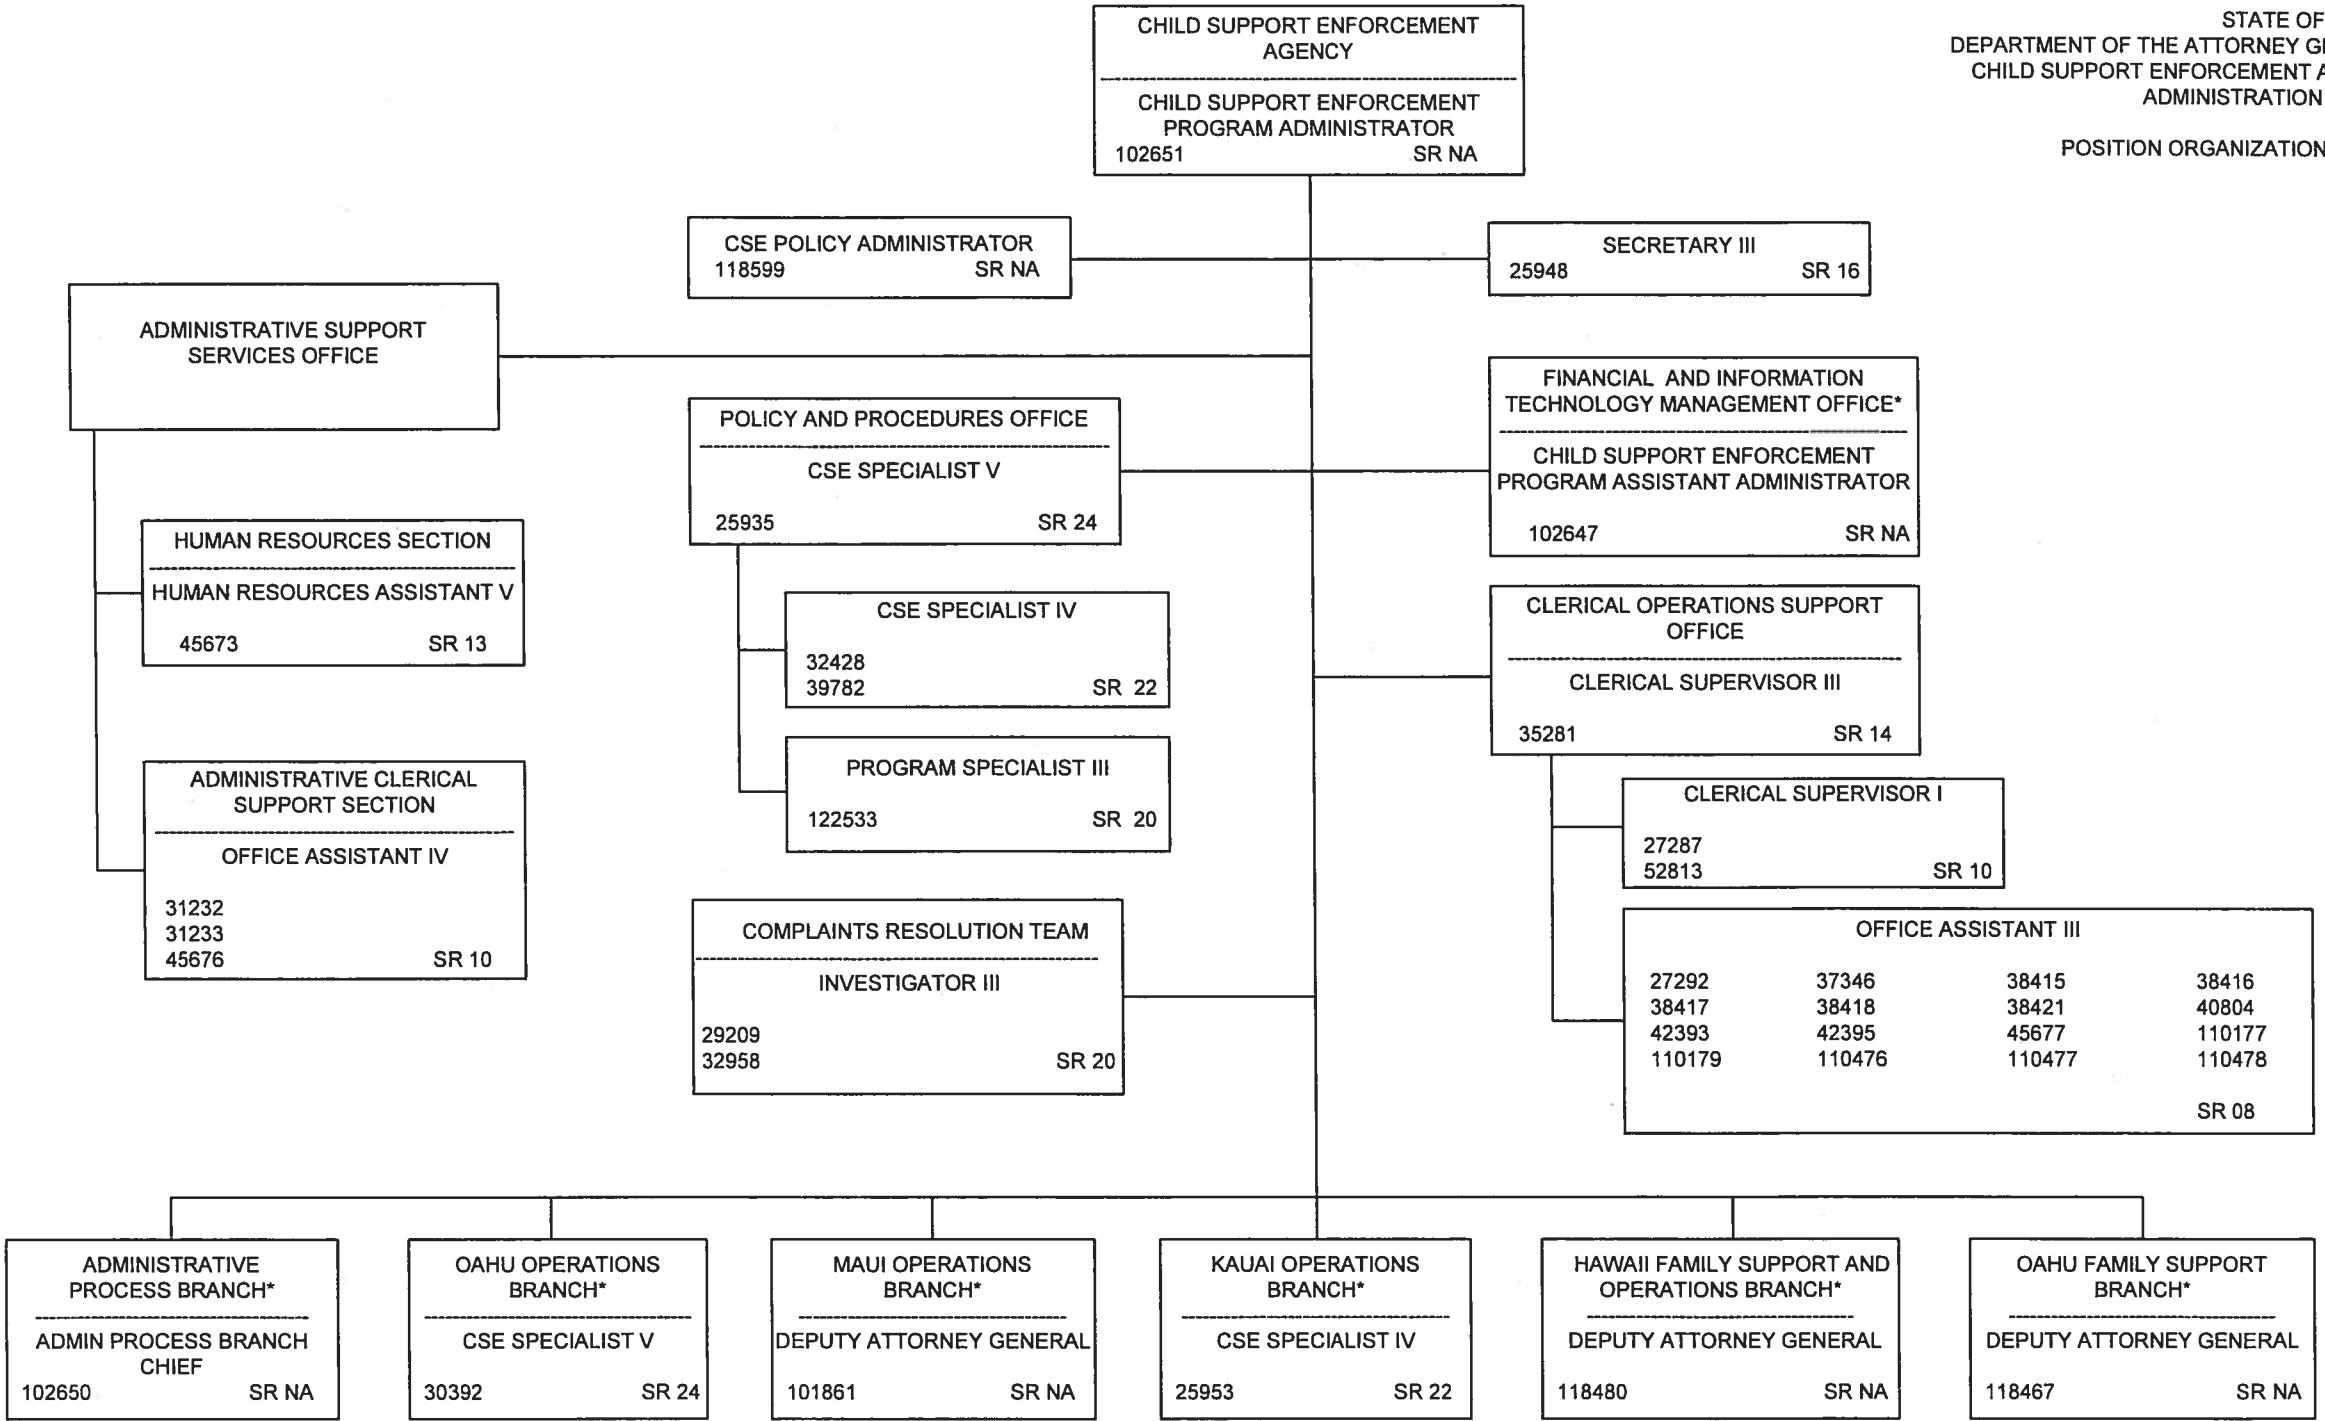 CHILD SUPPORT ENFORCEMENT
AGENCY
CHILD SUPPORT ENFORCEMENT
PROGRAM ADMINISTRATOR
102651 SR NA
STATE OF
DEPARTMENT OF THE ATTORNEY
CHILD SUPPORT ENFORCEMENT
ADMINISTRATION
POSITION ORGANIZATION
CSE POLICY ADMINISTRATOR
118599 SR NA
SECRETARY III
25948 SR 16
ADMINISTRATIVE SUPPORT
SERVICES OFFICE
HUMAN RESOURCES SECTION
HUMAN RESOURCES ASSISTANT V
45673 SR 13
ADMINISTRATIVE CLERICAL
SUPPORT SECTION
OFFICE ASSISTANT IV
31232
31233
45676 SR 10
POLICY AND PROCEDURES OFFICE
CSE SPECIALIST V
25935 SR 24
CSE SPECIALIST IV
32428
39782 SR 22
PROGRAM SPECIALIST III
122533 SR 20
COMPLAINTS RESOLUTION TEAM
INVESTIGATOR III
29209
32958 SR 20
FINANCIAL AND INFORMATION
TECHNOLOGY MANAGEMENT OFFICE*
CHILD SUPPORT ENFORCEMENT
PROGRAM ASSISTANT ADMINISTRATOR
102647 SR NA
CLERICAL OPERATIONS SUPPORT
OFFICE
CLERICAL SUPERVISOR III
35281 SR 14
CLERICAL SUPERVISOR I
27287
52813 SR 10
OFFICE ASSISTANT III
27292 37346 38415 38416
38417 38418 38421 40804
42393 42395 45677 110177
110179 110476 110477 110478
SR 08
ADMINISTRATIVE
PROCESS BRANCH*
ADMIN PROCESS BRANCH
CHIEF
102650 SR NA
OAHU OPERATIONS
BRANCH*
CSE SPECIALIST V
30392 SR 24
MAUI OPERATIONS
BRANCH*
DEPUTY ATTORNEY GENERAL
101861 SR NA
KAUAI OPERATIONS
BRANCH*
CSE SPECIALIST IV
25953 SR 22
HAWAII FAMILY SUPPORT AND
OPERATIONS BRANCH*
DEPUTY ATTORNEY GENERAL
118480 SR NA
OAHU FAMILY SUPPORT
BRANCH*
DEPUTY ATTORNEY GENERAL
118467 SR NA